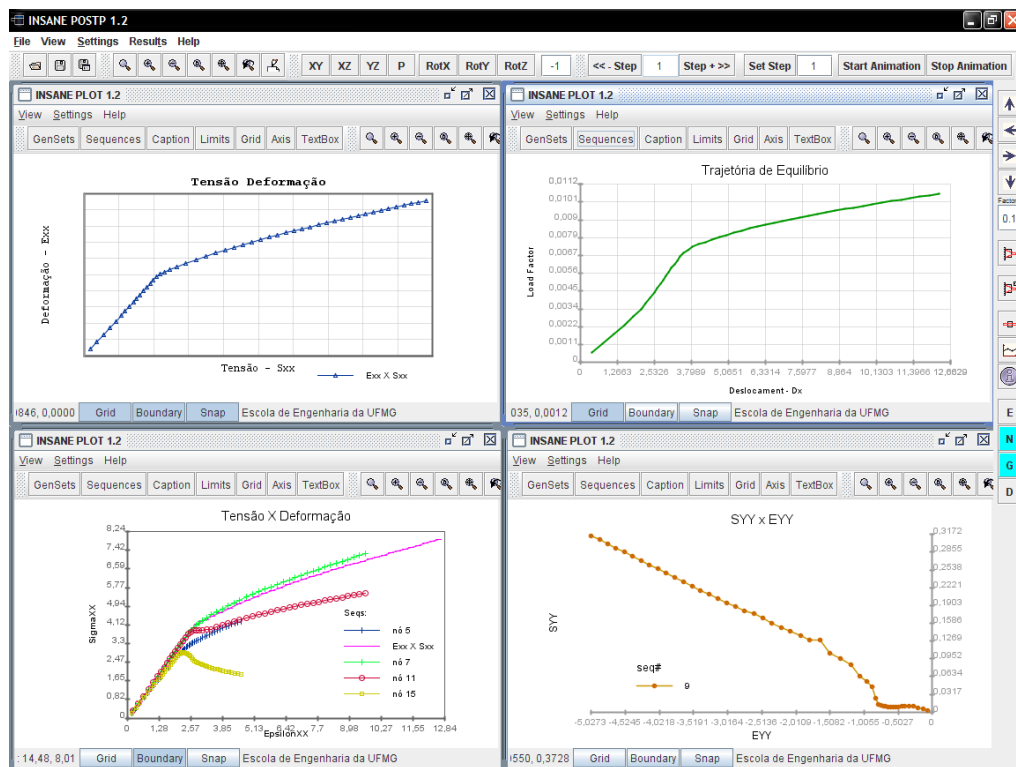 INSANE POSTP 1.2
File View Settings Results Help
XY XZ YZ P RotX RotY RotZ -1 << - Step 1 Step + >> Set Step 1 Start Animation Stop Animation
INSANE PLOT 1.2
View Settings Help
GenSets Sequences Caption Limits Grid Axis TextBox
Tensão Deformação
Deformação - Exx
Tensão - Sxx
Exx X Sxx
0846, 0,0000 Grid Boundary Snap Escola de Engenharia da UFMG
INSANE PLOT 1.2
View Settings Help
GenSets Sequences Caption Limits Grid Axis TextBox
Trajetória de Equilíbrio
0,0112
0,0101
0,009
0,0078
0,0067
0,0056
0,0045
0,0034
0,0022
0,0011
0
Load Factor
1,2663 2,5326 3,7989 5,0651 6,3314 7,5977 8,864 10,1303 11,3966 12,6629
Deslocament - Dx
035, 0,0012 Grid Boundary Snap Escola de Engenharia da UFMG
Factor
0.1
E
N
G
D
INSANE PLOT 1.2
View Settings Help
GenSets Sequences Caption Limits Grid Axis TextBox
Tensão X Deformação
8,24
7,42
6,59
5,77
4,94
4,12
3,3
2,47
1,65
0,82
0
SigmaXX
Seqs:
nó 5
Exx X Sxx
nó 7
nó 11
nó 15
1,28 2,57 3,85 5,13 6,42 7,7 8,98 10,27 11,55 12,84
EpsilonXX
: 14,48, 8,01 Grid Boundary Snap Escola de Engenharia da UFMG
INSANE PLOT 1.2
View Settings Help
GenSets Sequences Caption Limits Grid Axis TextBox
SYY x EYY
0,3172
0,2855
0,2538
0,2221
0,1903
0,1586
0,1269
0,0952
0,0634
0,0317
SYY
seq#
9
-5,0273 -4,5245 -4,0218 -3,5191 -3,0164 -2,5136 -2,0109 -1,5082 -1,0055 -0,5027 0
EYY
0550, 0,3728 Grid Boundary Snap Escola de Engenharia da UFMG